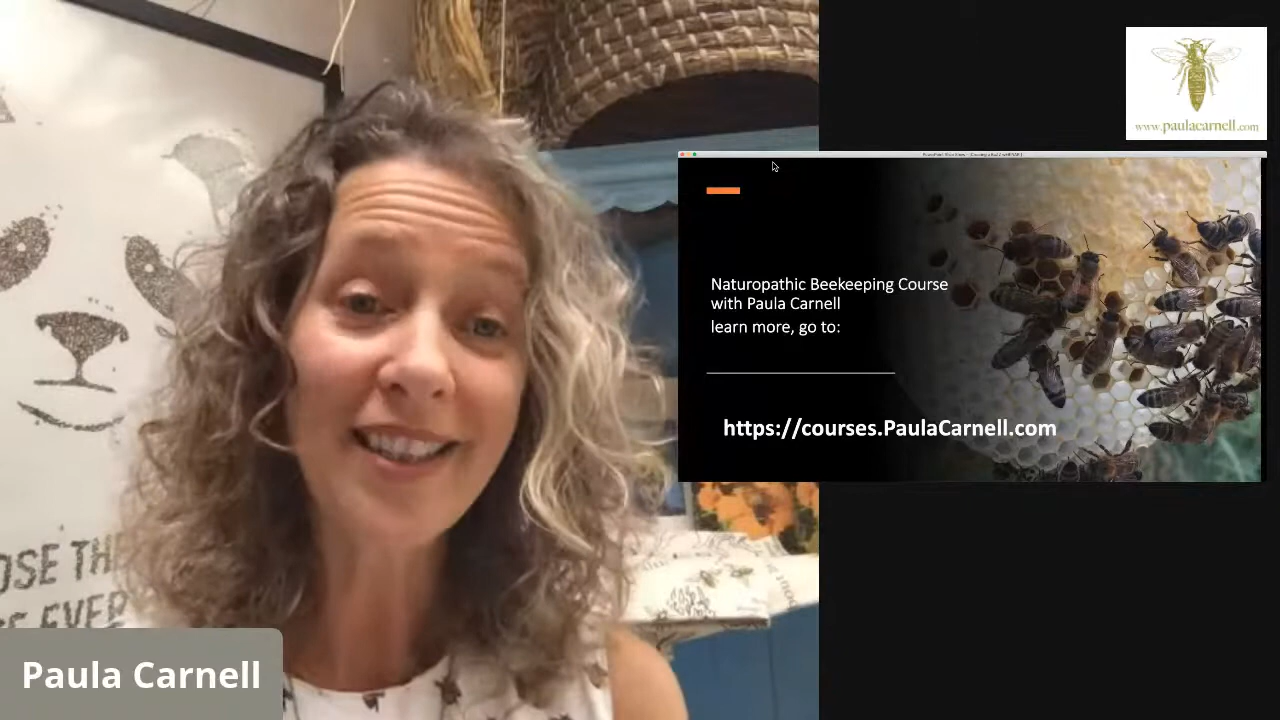 www.paulacarnell.com
Naturopathic Beekeeping Course
with Paula Carnell
learn more, go to:
https://courses.PaulaCarnell.com
OSE TH
EVER
Paula Carnell